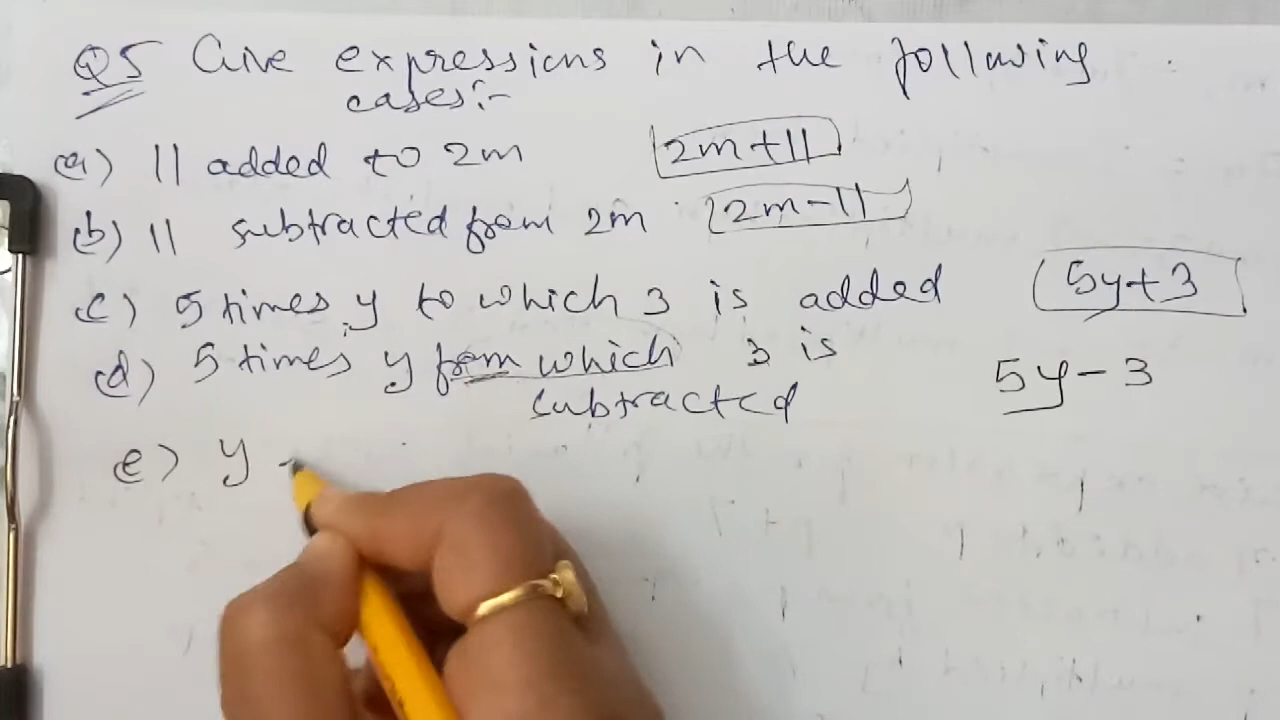 Q5 Give expressions in the following
cases:-
(a) 11 added to 2m 2m+11
(b) 11 subtracted from 2m 2m-11
(c) 5 times y to which 3 is added 5y+3
(d) 5 times y from which 3 is
subtracted 5y-3
(e) y